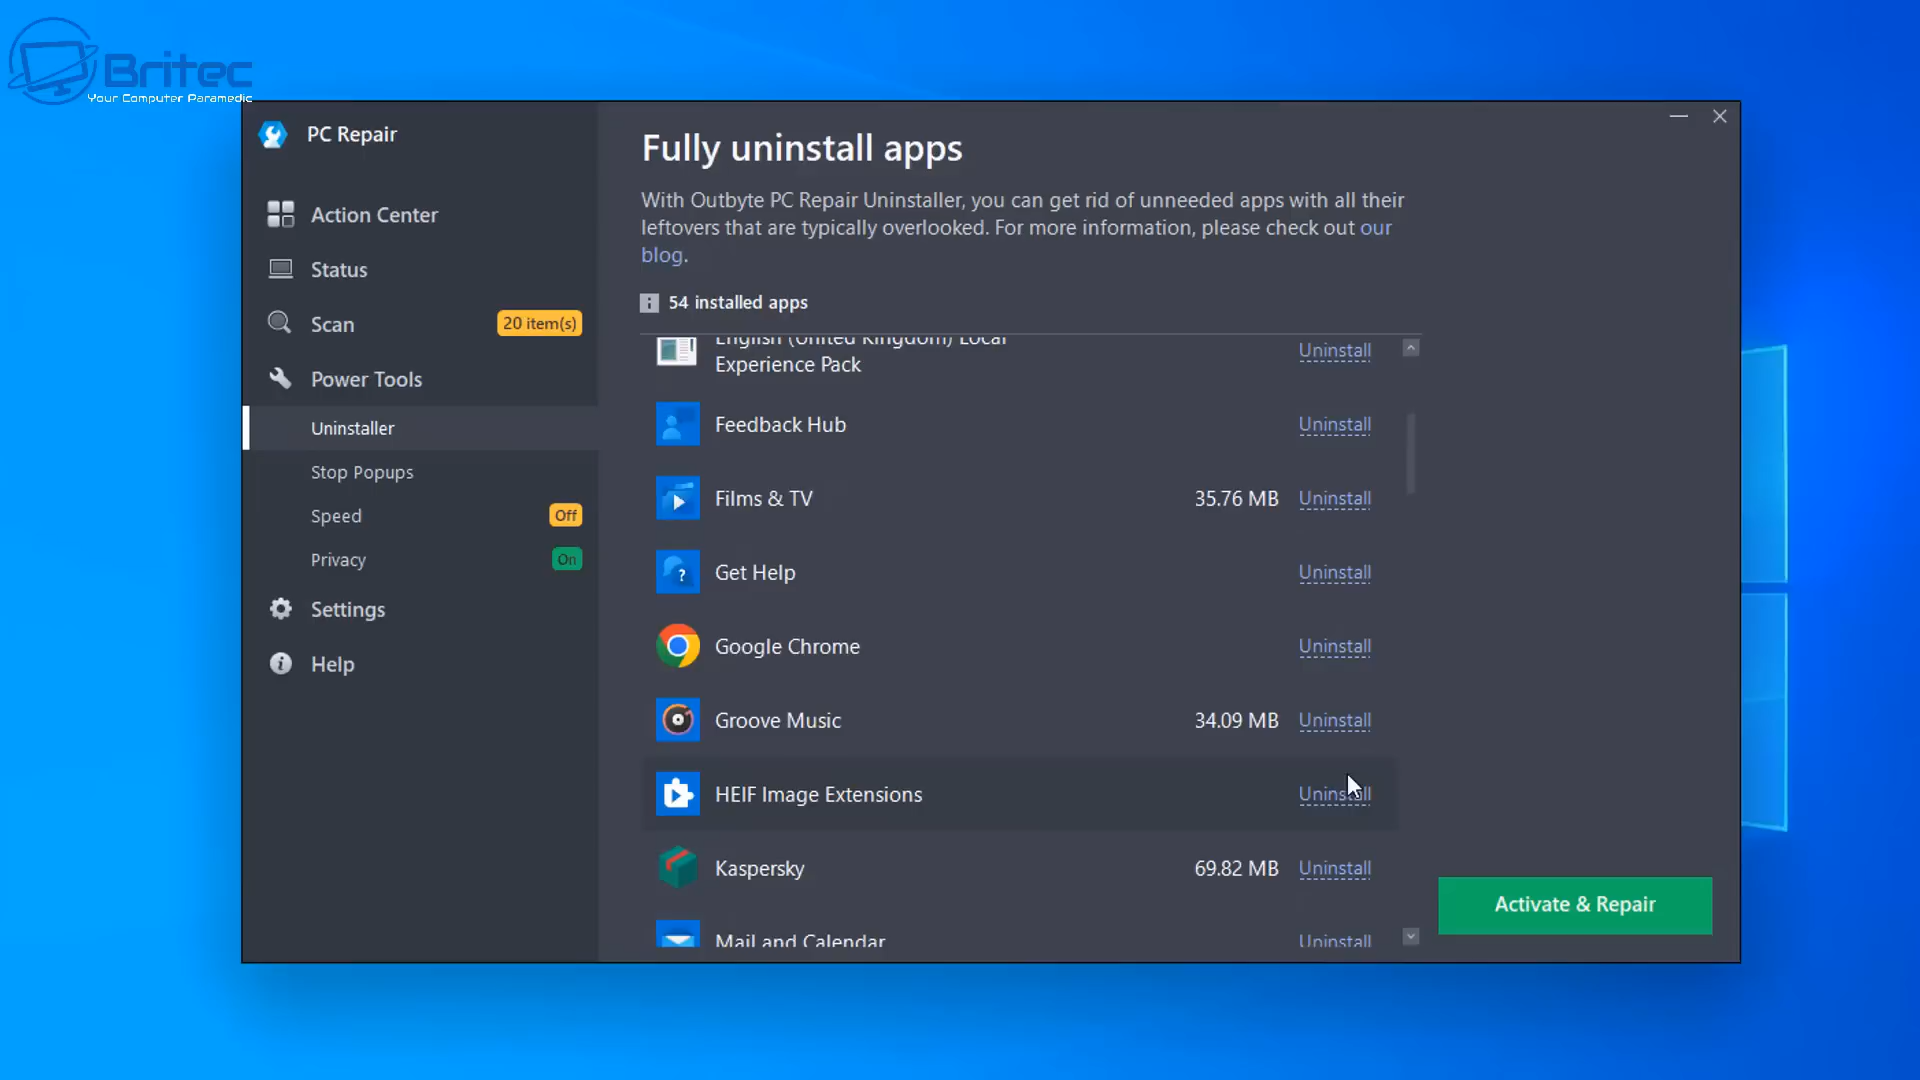 Britec
Your Computer Paramedic
PC Repair
Action Center
Status
Scan
20 item(s)
Power Tools
Uninstaller
Stop Popups
Speed
Off
Privacy
On
Settings
Help
Fully uninstall apps
With Outbyte PC Repair Uninstaller, you can get rid of unneeded apps with all their
leftovers that are typically overlooked. For more information, please check out our
blog.
54 installed apps
English (United Kingdom) Local
Experience Pack
Uninstall
Feedback Hub
Uninstall
Films & TV
35.76 MB
Uninstall
Get Help
Uninstall
Google Chrome
Uninstall
Groove Music
34.09 MB
Uninstall
HEIF Image Extensions
Uninstall
Kaspersky
69.82 MB
Uninstall
Mail and Calendar
Uninstall
Activate & Repair